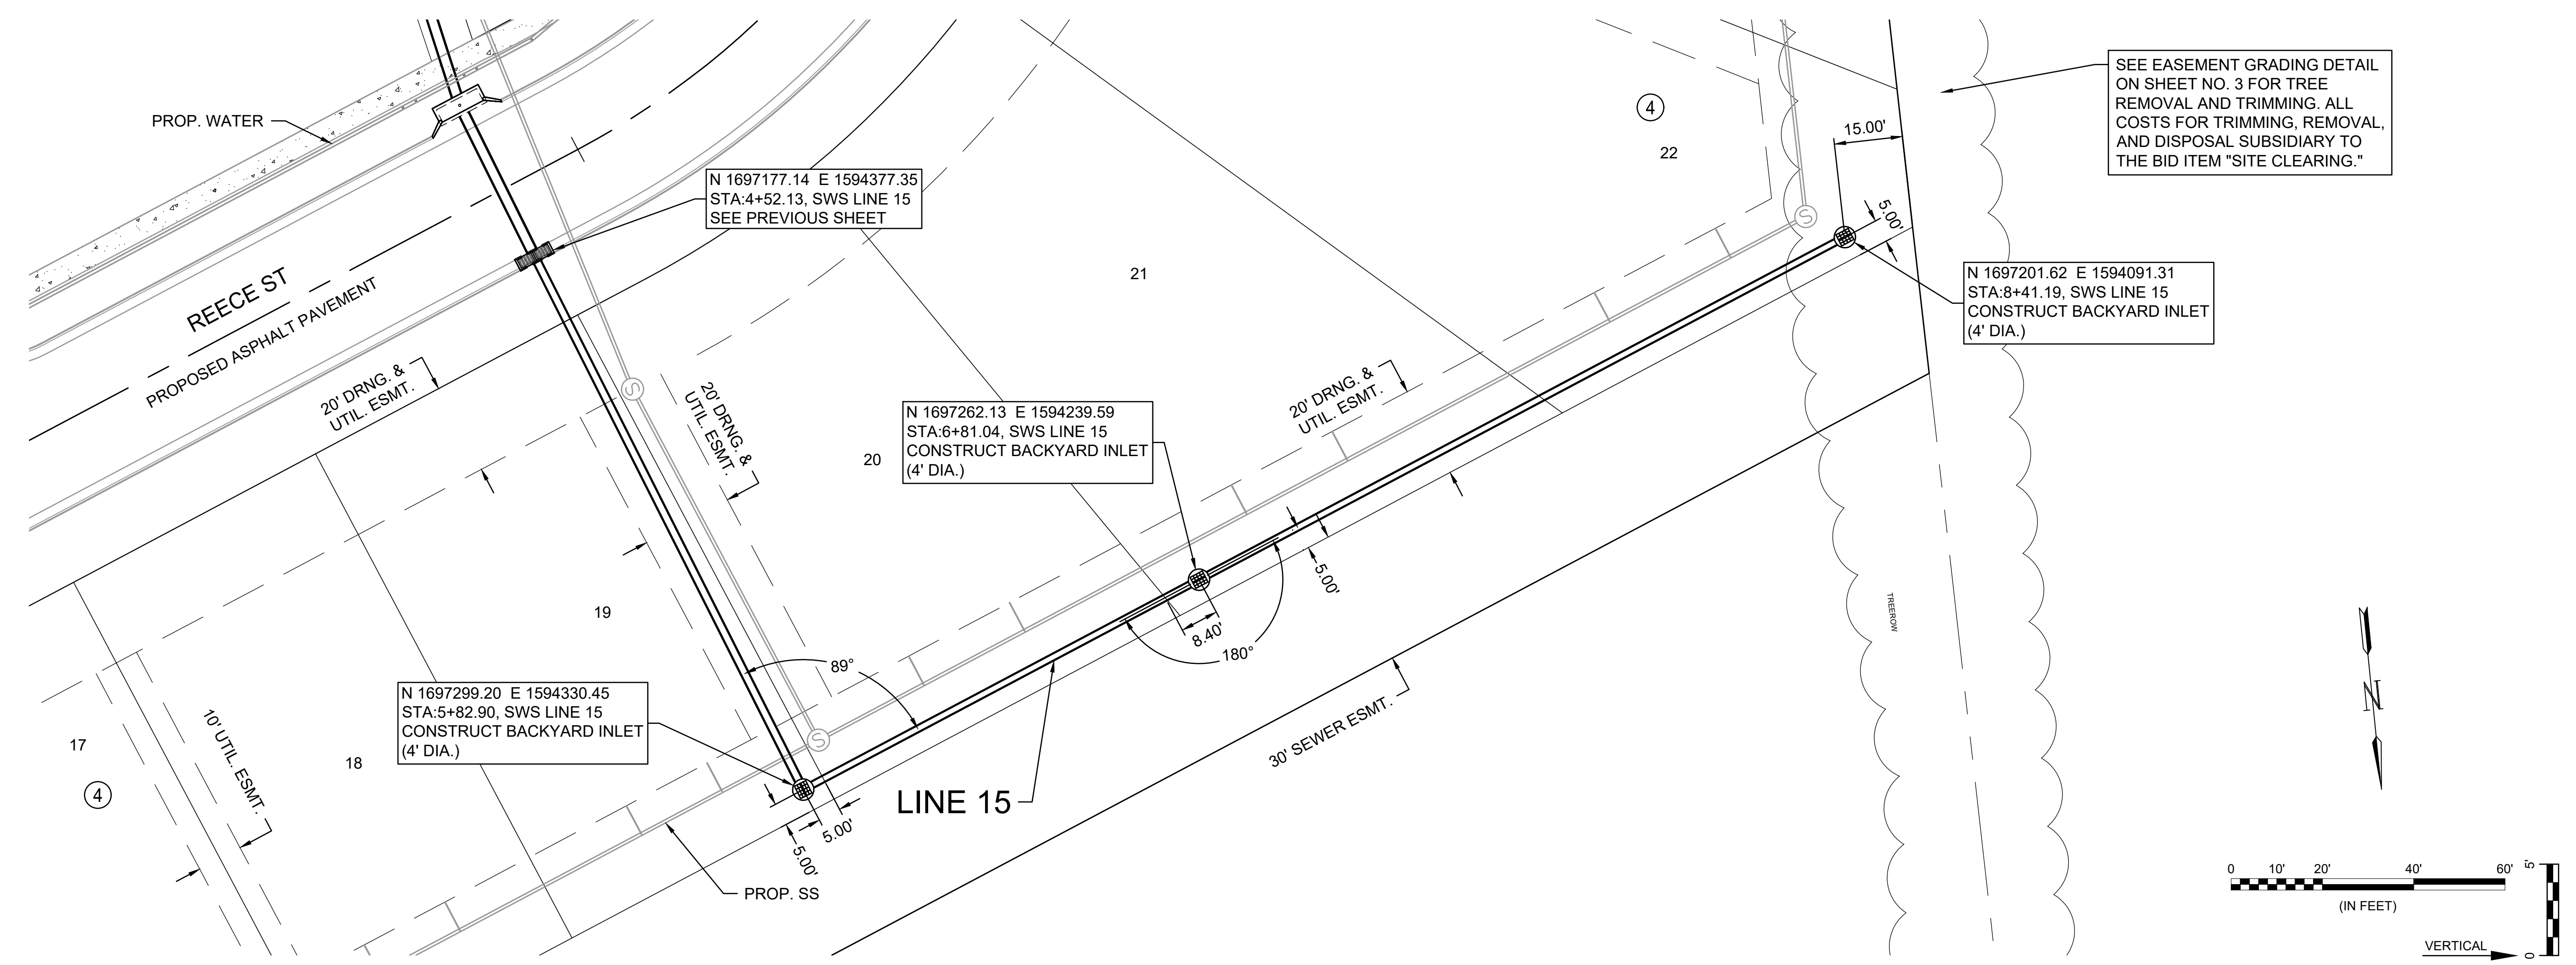 PROP. WATER
N 1697177.14 E 1594377.35
STA:4+52.13, SWS LINE 15
SEE PREVIOUS SHEET
4
22
15.00'
5.00'
SEE EASEMENT GRADING DETAIL
ON SHEET NO. 3 FOR TREE
REMOVAL AND TRIMMING. ALL
COSTS FOR TRIMMING, REMOVAL,
AND DISPOSAL SUBSIDIARY TO
THE BID ITEM "SITE CLEARING."
N 1697201.62 E 1594091.31
STA:8+41.19, SWS LINE 15
CONSTRUCT BACKYARD INLET
(4' DIA.)
S
21
REECE ST
PROPOSED ASPHALT PAVEMENT
20' DRNG. &
UTIL. ESMT.
S
20' DRNG. &
UTIL. ESMT.
20
N 1697262.13 E 1594239.59
STA:6+81.04, SWS LINE 15
CONSTRUCT BACKYARD INLET
(4' DIA.)
20' DRNG. &
UTIL. ESMT.
5.00'
8.40'
180°
19
89°
TREEROW
N
N 1697299.20 E 1594330.45
STA:5+82.90, SWS LINE 15
CONSTRUCT BACKYARD INLET
(4' DIA.)
S
30' SEWER ESMT.
17
4
10' UTIL. ESMT.
18
LINE 15
5.00'
5.00'
PROP. SS
0 10' 20' 40' 60'
(IN FEET)
5'
0
VERTICAL